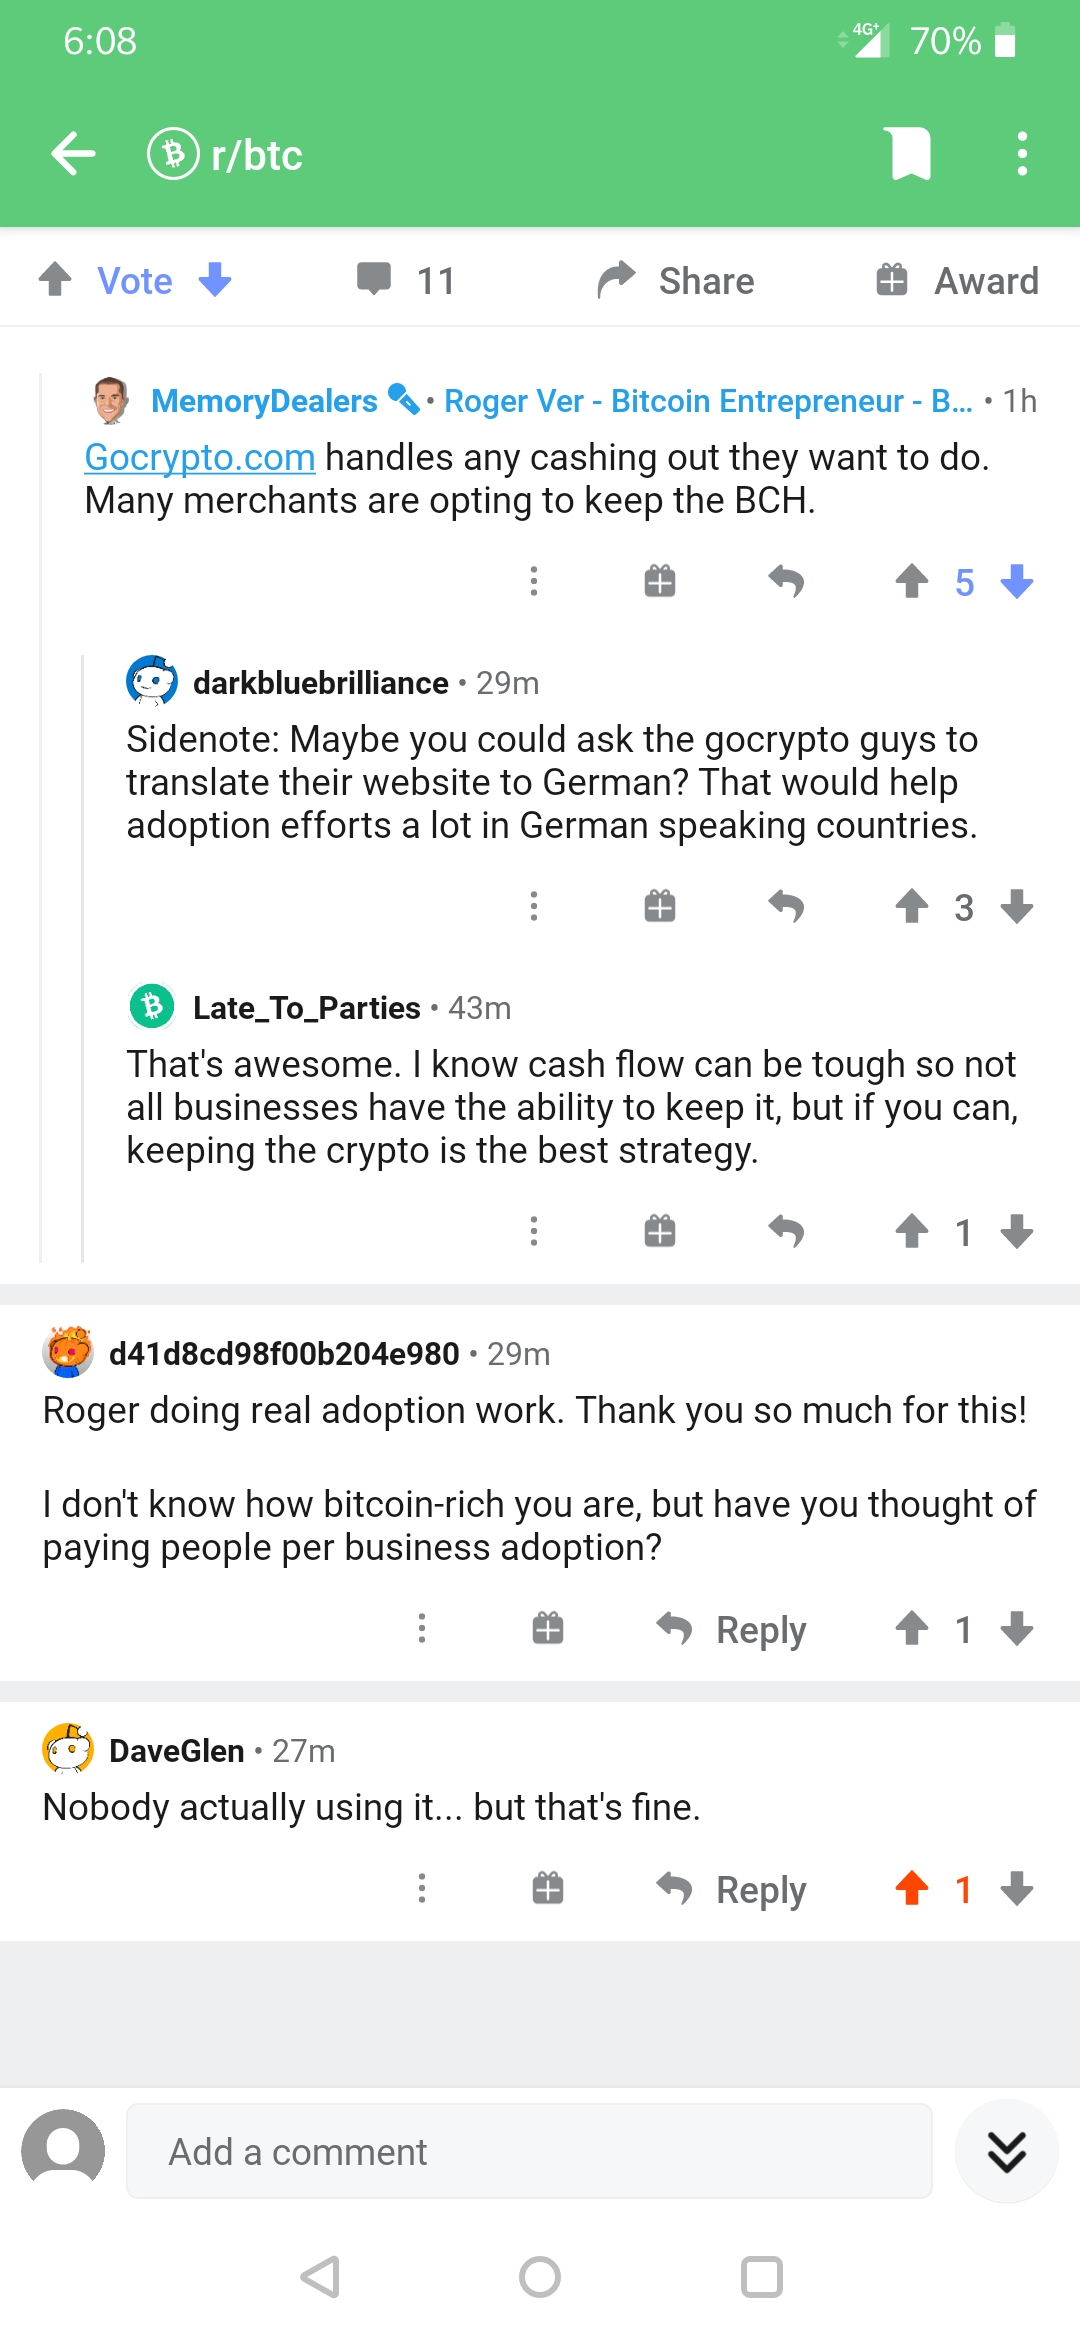 6:08
4G+ 70%
r/btc
Vote 11 Share Award
MemoryDealers • Roger Ver - Bitcoin Entrepreneur - B... • 1h
Gocrypto.com handles any cashing out they want to do.
Many merchants are opting to keep the BCH.
5
darkbluebrilliance • 29m
Sidenote: Maybe you could ask the gocrypto guys to
translate their website to German? That would help
adoption efforts a lot in German speaking countries.
3
Late_To_Parties • 43m
That's awesome. I know cash flow can be tough so not
all businesses have the ability to keep it, but if you can,
keeping the crypto is the best strategy.
1
d41d8cd98f00b204e980 • 29m
Roger doing real adoption work. Thank you so much for this!
I don't know how bitcoin-rich you are, but have you thought of
paying people per business adoption?
Reply 1
DaveGlen • 27m
Nobody actually using it... but that's fine.
Reply 1
Add a comment